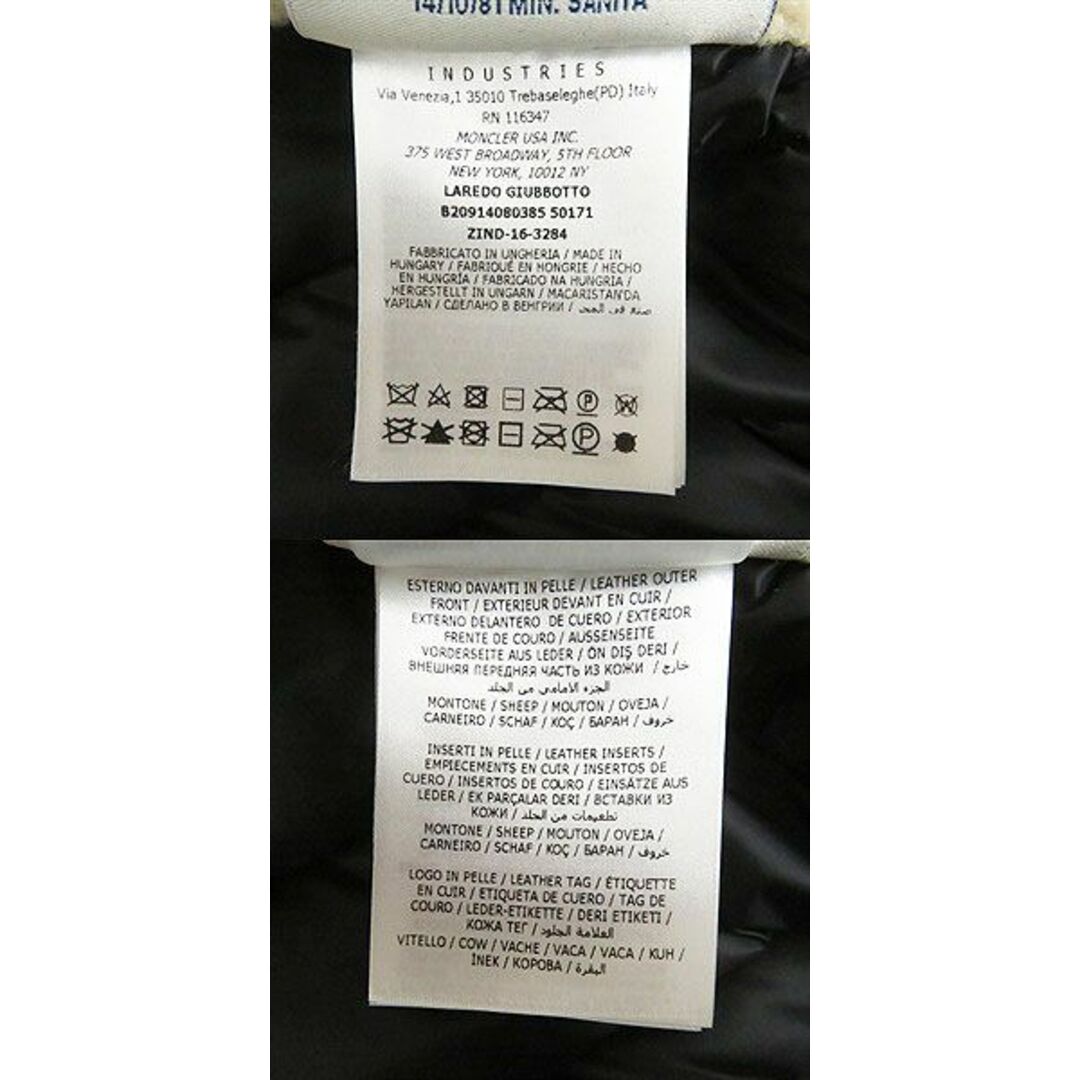 14/10/81 MIN. SANITA
INDUSTRIES
Via Venezia,1 35010 Trebaseleghe(PD) Italy
RN 116347
MONCLER USA INC.
375 WEST BROADWAY, 5TH FLOOR
NEW YORK, 10012 NY
LAREDO GIUBBOTTO
B20914080385 50171
ZIND-16-3284
FABBRICATO IN UNGHERIA / MADE IN
HUNGARY / FABRIQUÉ EN HONGRIE / HECHO
EN HUNGRÍA / FABRICADO NA HUNGRIA /
HERGESTELLT IN UNGARN / MACARISTAN'DA
YAPILAN / СДЕЛАНО В ВЕНГРИИ / صنع في المجر
P W
P
ESTERNO DAVANTI IN PELLE / LEATHER OUTER
FRONT / EXTERIEUR DEVANT EN CUIR /
EXTERNO DELANTERO DE CUERO / EXTERIOR
FRENTE DE COURO / AUSSENSEITE
VORDERSEITE AUS LEDER / ÖN DIŞ DERI /
ВНЕШНЯЯ ПЕРЕДНЯЯ ЧАСТЬ ИЗ КОЖИ / خارج
الجزء الامامي من الجلد
MONTONE / SHEEP / MOUTON / OVEJA /
CARNEIRO / SCHAF / KOÇ / БАРАН / خروف
INSERTI IN PELLE / LEATHER INSERTS /
EMPIECEMENTS EN CUIR / INSERTOS DE
CUERO / INSERTOS DE COURO / EINSÄTZE AUS
LEDER / EK PARÇALAR DERI / ВСТАВКИ ИЗ
КОЖИ / تطعيمات من الجلد
MONTONE / SHEEP / MOUTON / OVEJA /
CARNEIRO / SCHAF / KOÇ / БАРАН / خروف
LOGO IN PELLE / LEATHER TAG / ÉTIQUETTE
EN CUIR / ETIQUETA DE CUERO / TAG DE
COURO / LEDER-ETIKETTE / DERI ETIKETI /
КОЖА ТЕГ / العلامة الجلود
VITELLO / COW / VACHE / VACA / VACA / KUH /
İNEK / КОРОВА / البقرة